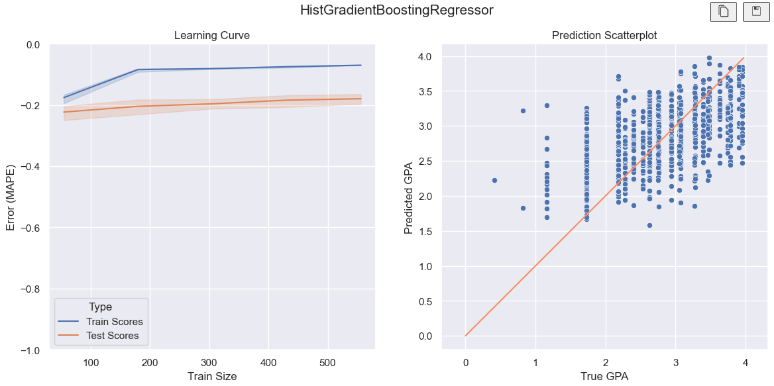 HistGradientBoostingRegressor
Learning Curve
Error (MAPE)
0.0
−0.2
−0.4
−0.6
−0.8
−1.0
Type
Train Scores
Test Scores
100 200 300 400 500
Train Size
Prediction Scatterplot
Predicted GPA
4.0
3.5
3.0
2.5
2.0
1.5
1.0
0.5
0.0
0 1 2 3 4
True GPA